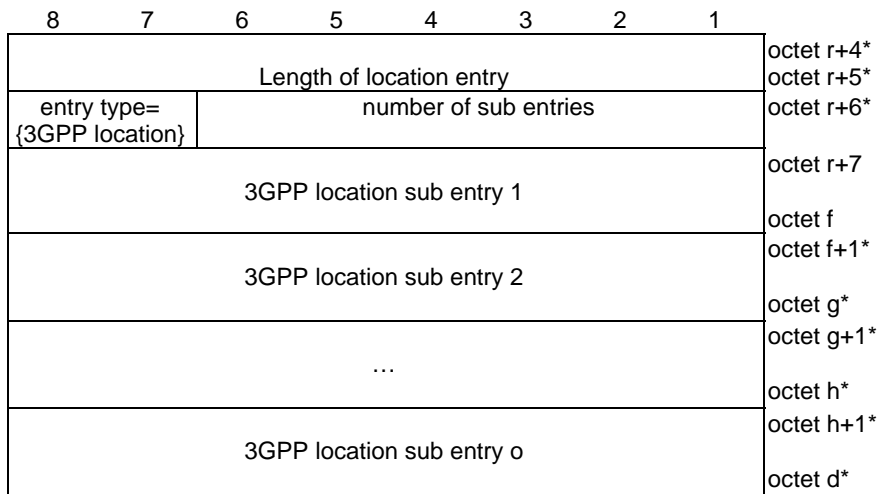 8 7 6 5 4 3 2 1
octet r+4*
Length of location entry octet r+5*
entry type= number of sub entries octet r+6*
{3GPP location}
octet r+7
3GPP location sub entry 1
octet f
octet f+1*
3GPP location sub entry 2
octet g*
octet g+1*
…
octet h*
octet h+1*
3GPP location sub entry o
octet d*